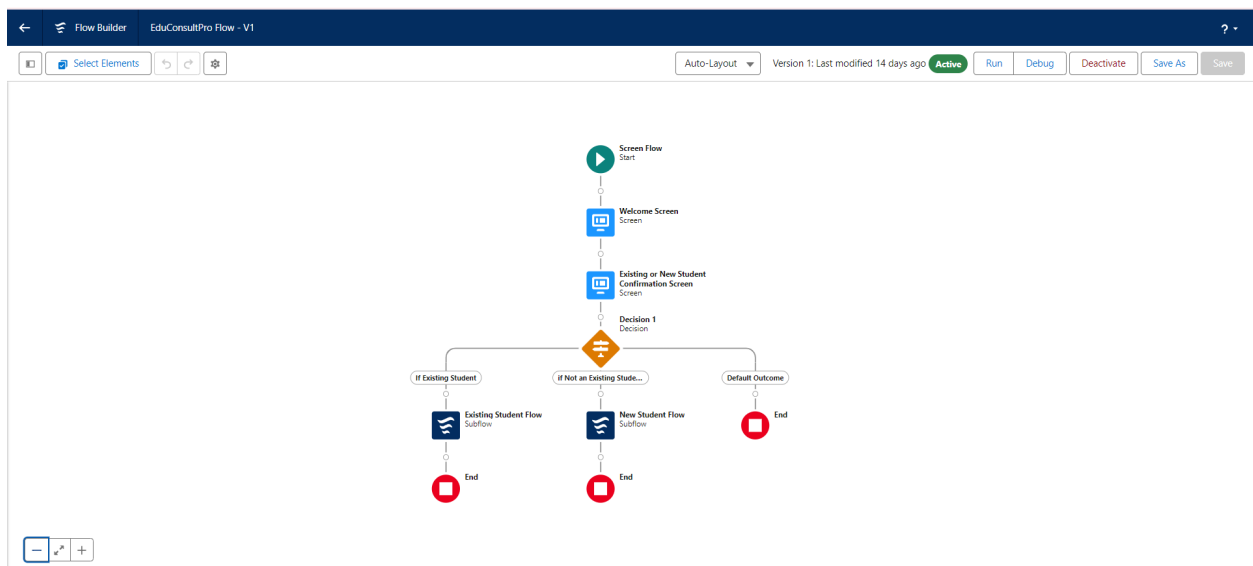 Flow Builder
EduConsultPro Flow - V1
?
Select Elements
Auto-Layout
Version 1: Last modified 14 days ago
Active
Run
Debug
Deactivate
Save As
Save
Screen Flow
Start
Welcome Screen
Screen
Existing or New Student
Confirmation Screen
Screen
Decision 1
Decision
If Existing Student
if Not an Existing Stude...
Default Outcome
Existing Student Flow
Subflow
New Student Flow
Subflow
End
End
End